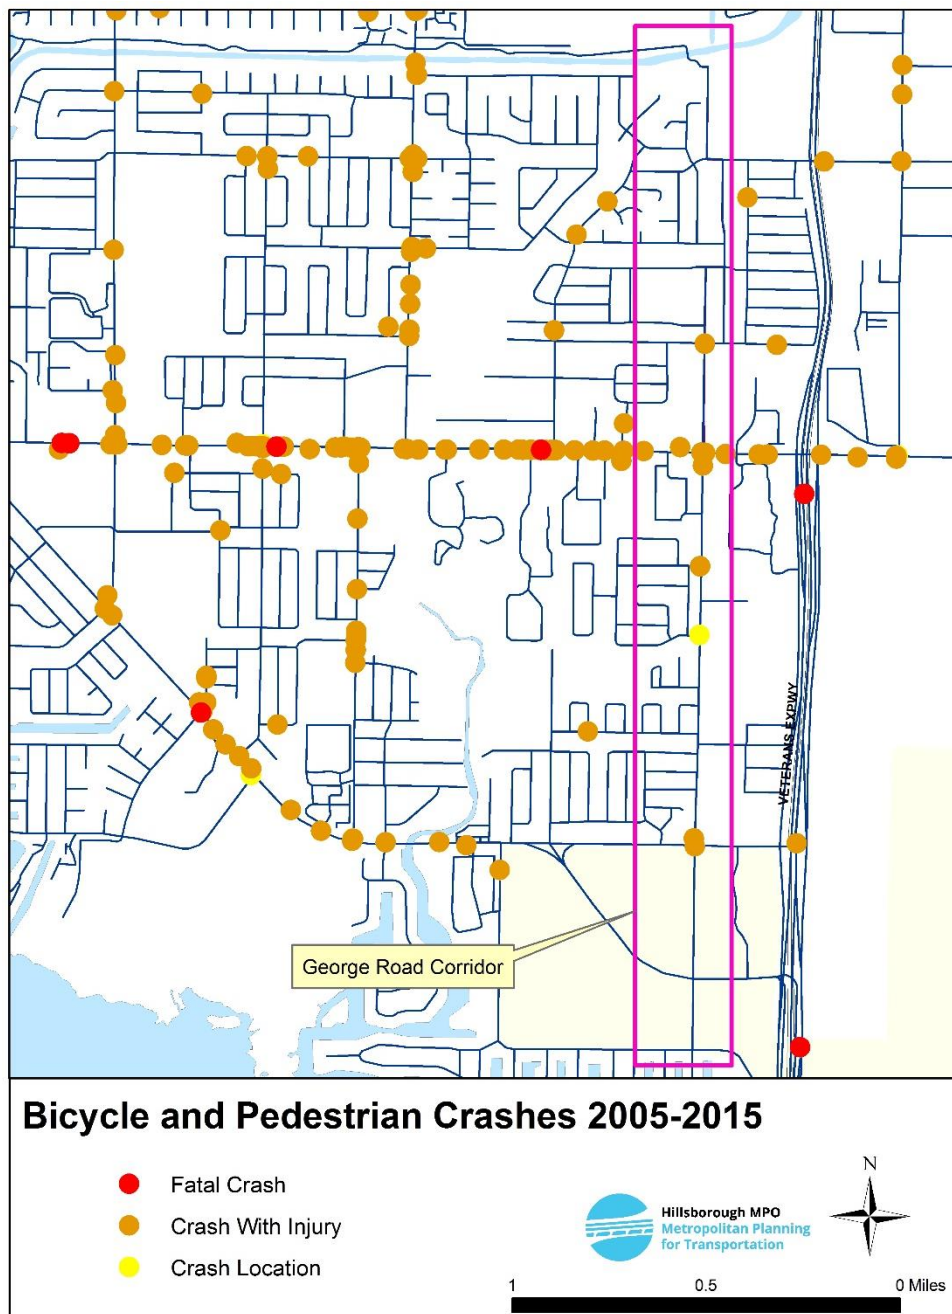 VETERANS EXPWY
George Road Corridor
Bicycle and Pedestrian Crashes 2005-2015
Fatal Crash
Crash With Injury
Crash Location
Hillsborough MPO
Metropolitan Planning
for Transportation
N
1 0.5 0 Miles